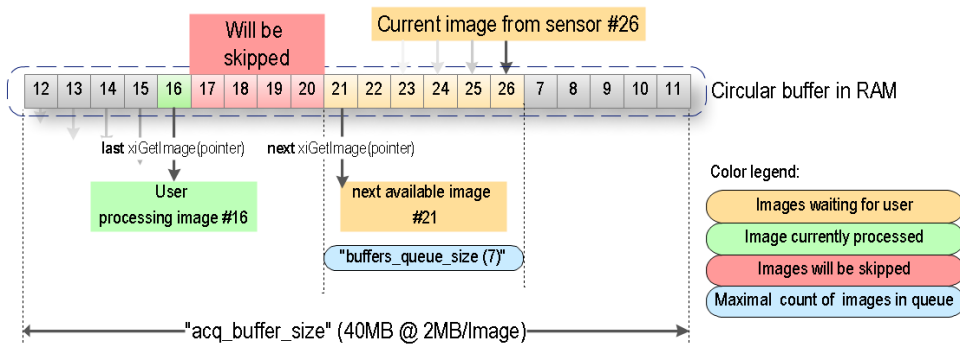 Will be
skipped
Current image from sensor #26
12 13 14 15 16 17 18 19 20 21 22 23 24 25 26 7 8 9 10 11
Circular buffer in RAM
last xiGetImage(pointer)
next xiGetImage(pointer)
User
processing image #16
next available image
#21
"buffers_queue_size (7)"
"acq_buffer_size" (40MB @ 2MB/Image)
Color legend:
Images waiting for user
Image currently processed
Images will be skipped
Maximal count of images in queue